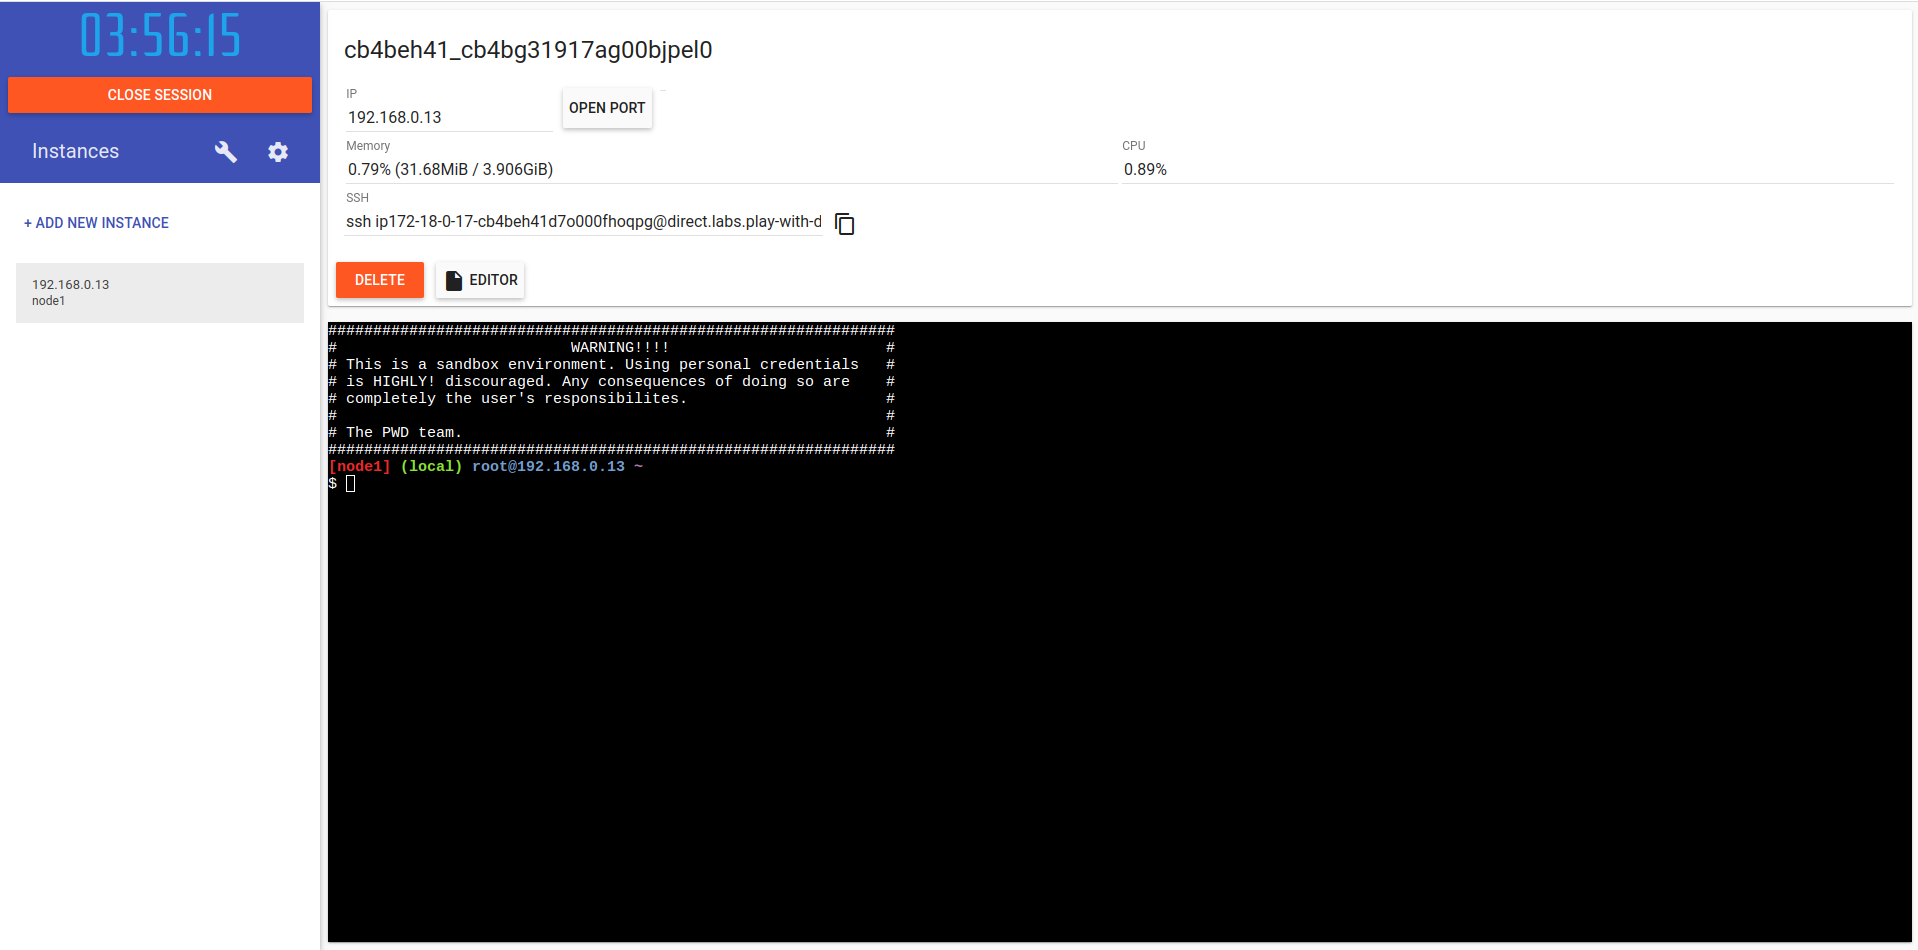 03:56:15
CLOSE SESSION
Instances
+ ADD NEW INSTANCE
192.168.0.13
node1
cb4beh41_cb4bg31917ag00bjpel0
IP
192.168.0.13
OPEN PORT
Memory
0.79% (31.68MiB / 3.906GiB)
CPU
0.89%
SSH
ssh ip172-18-0-17-cb4beh41d7o000fhoqpg@direct.labs.play-with-d
DELETE
EDITOR
###############################################################
# WARNING!!!! #
# This is a sandbox environment. Using personal credentials #
# is HIGHLY! discouraged. Any consequences of doing so are #
# completely the user's responsibilites. #
# #
# The PWD team. #
###############################################################
[node1] (local) root@192.168.0.13 ~
$